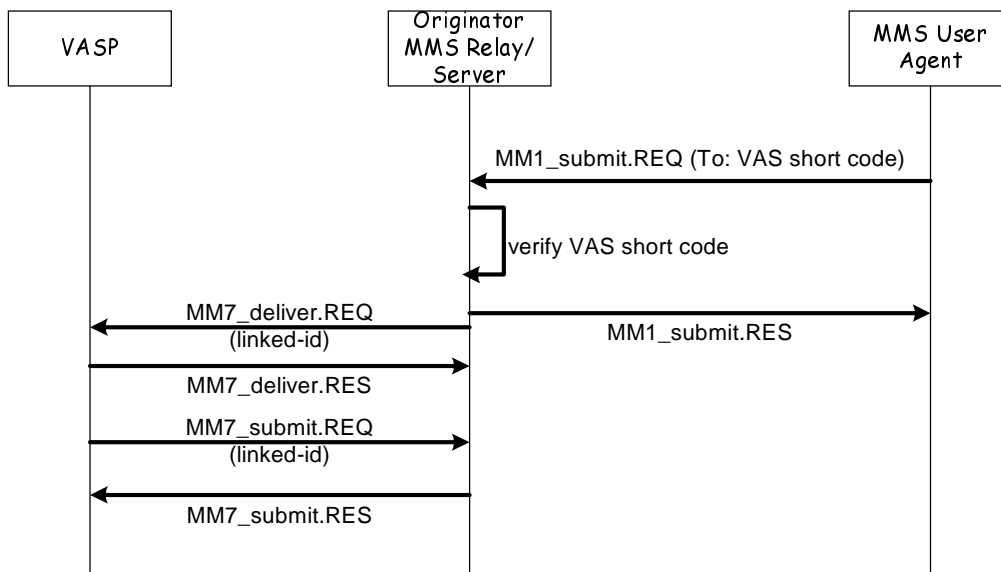 VASP
Originator
MMS Relay/
Server
MMS User
Agent
MM1_submit.REQ (To: VAS short code)
verify VAS short code
MM7_deliver.REQ
(linked-id)
MM1_submit.RES
MM7_deliver.RES
MM7_submit.REQ
(linked-id)
MM7_submit.RES